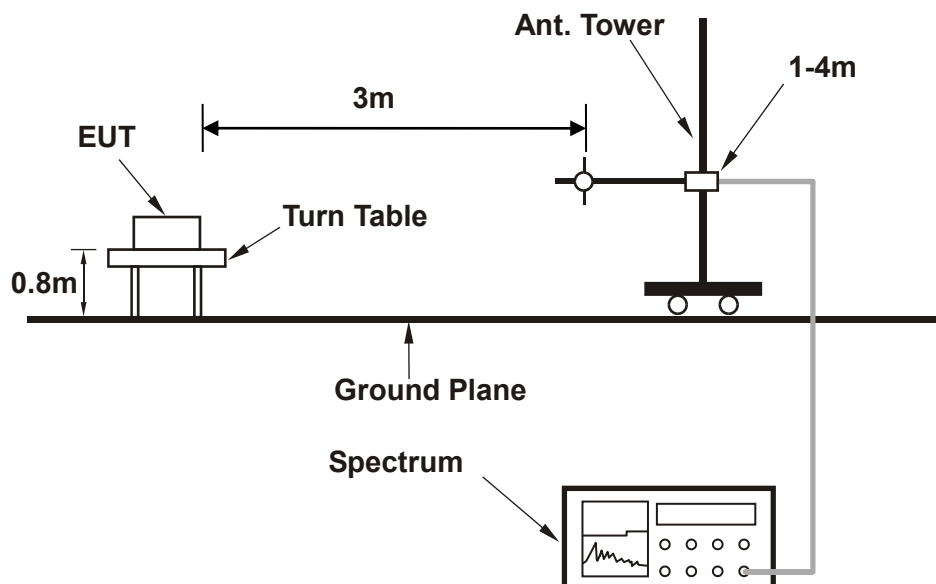 Ant. Tower
1-4m
3m
EUT
Turn Table
0.8m
Ground Plane
Spectrum